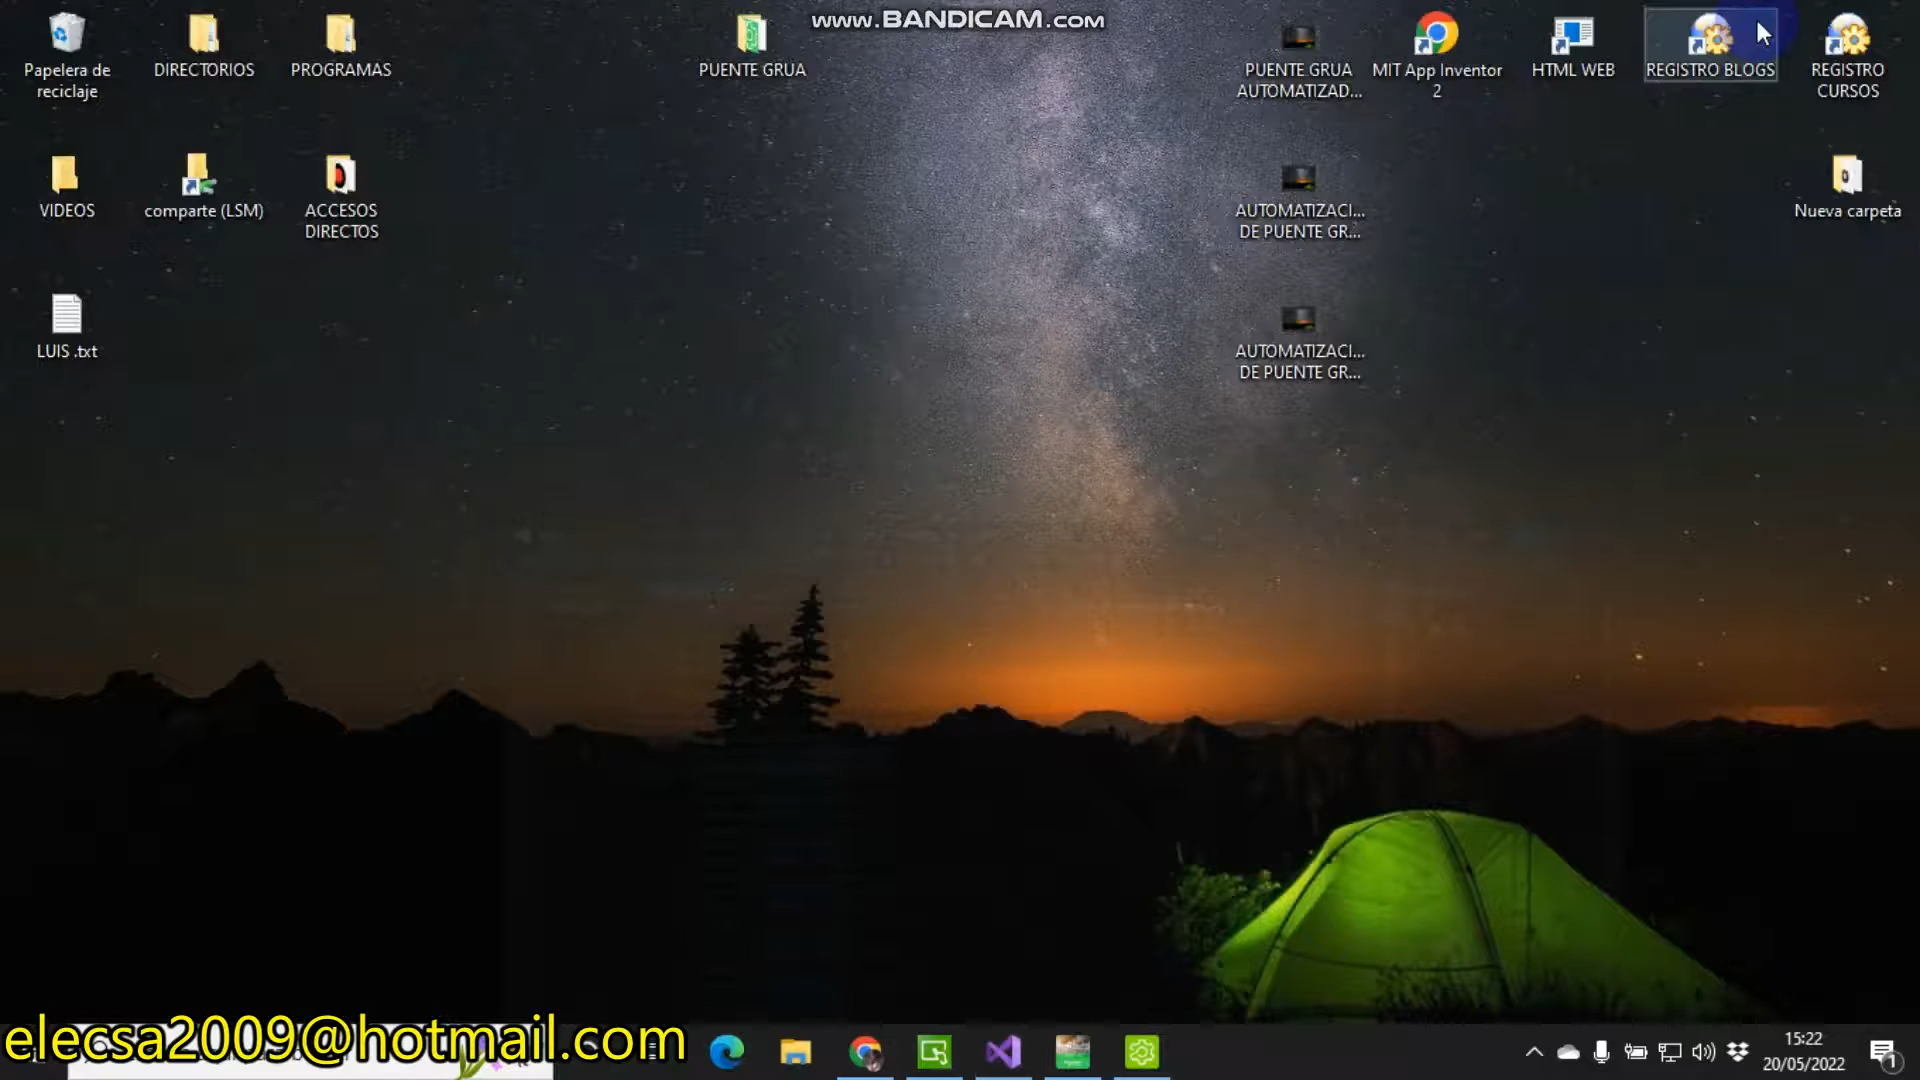 www.BANDICAM.com
Papelera de
reciclaje
DIRECTORIOS
PROGRAMAS
PUENTE GRUA
PUENTE GRUA
AUTOMATIZAD...
MIT App Inventor
2
HTML WEB
REGISTRO BLOGS
REGISTRO
CURSOS
VIDEOS
comparte (LSM)
ACCESOS
DIRECTOS
AUTOMATIZACI...
DE PUENTE GR...
Nueva carpeta
LUIS .txt
AUTOMATIZACI...
DE PUENTE GR...
elecsa2009@hotmail.com
15:22
20/05/2022
1